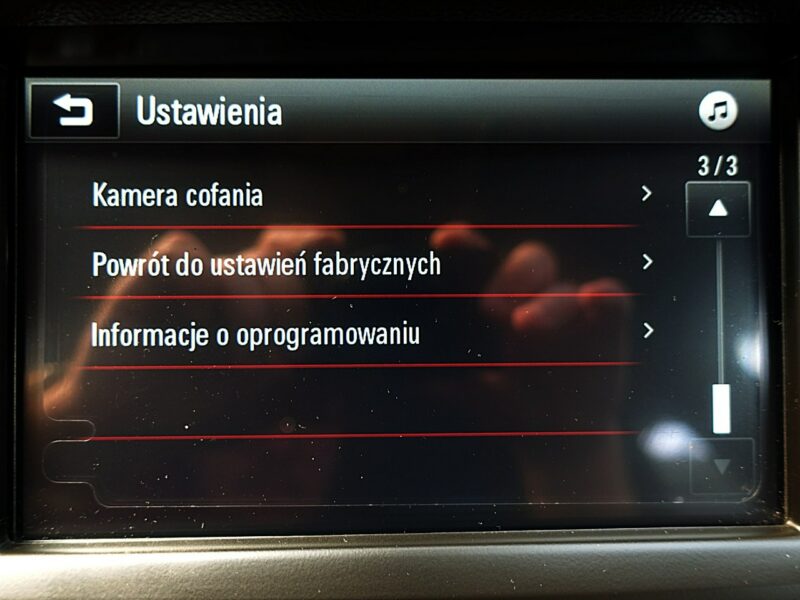 Ustawienia
3/3
Kamera cofania
Powrót do ustawień fabrycznych
Informacje o oprogramowaniu